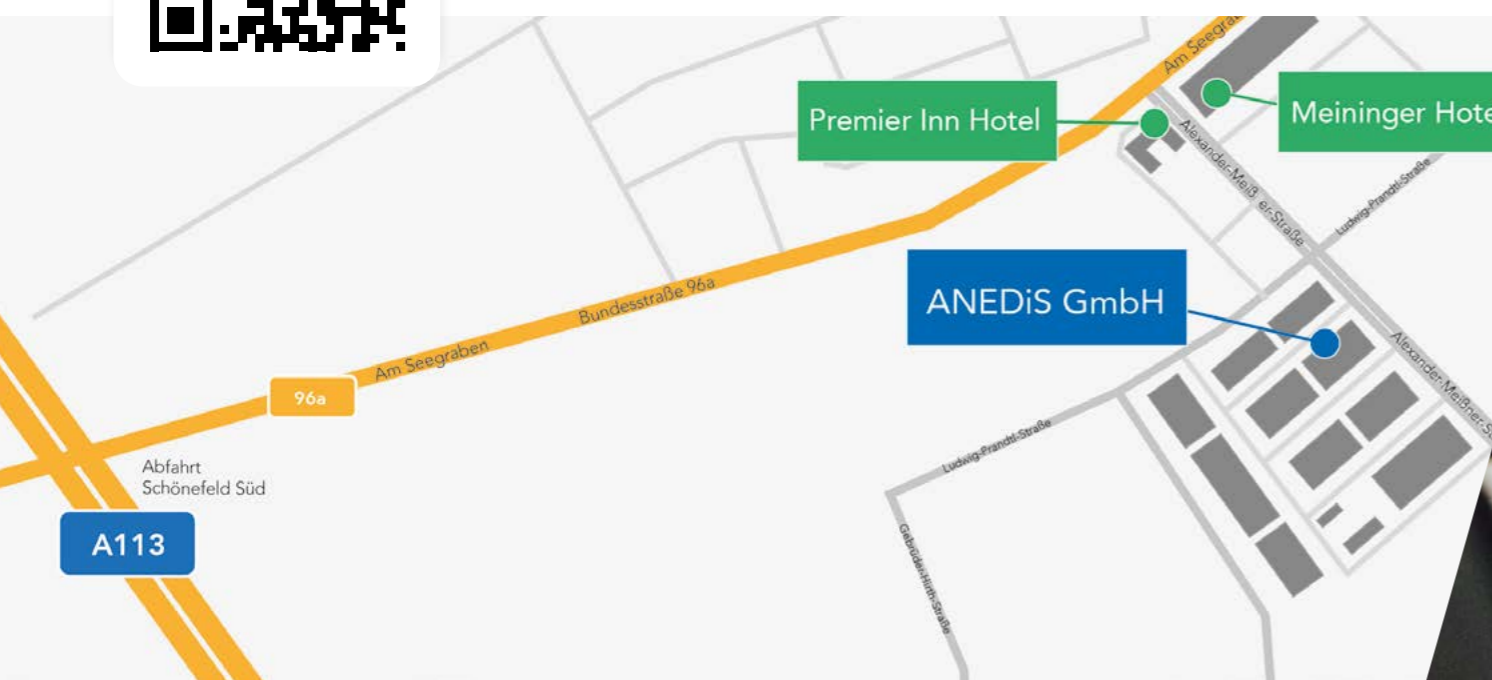 Am Seegra
Premier Inn Hotel
Meininger Hote
Alexander-Meiß er-Straße
Ludwig-Prandtl-Straße
ANEDiS GmbH
Bundesstraße 96a
Am Seegraben
96a
Alexander-Meißner-S
Ludwig-Prandtl-Straße
Abfahrt
Schönefeld Süd
A113
Gebrüder-Hirth-Straße